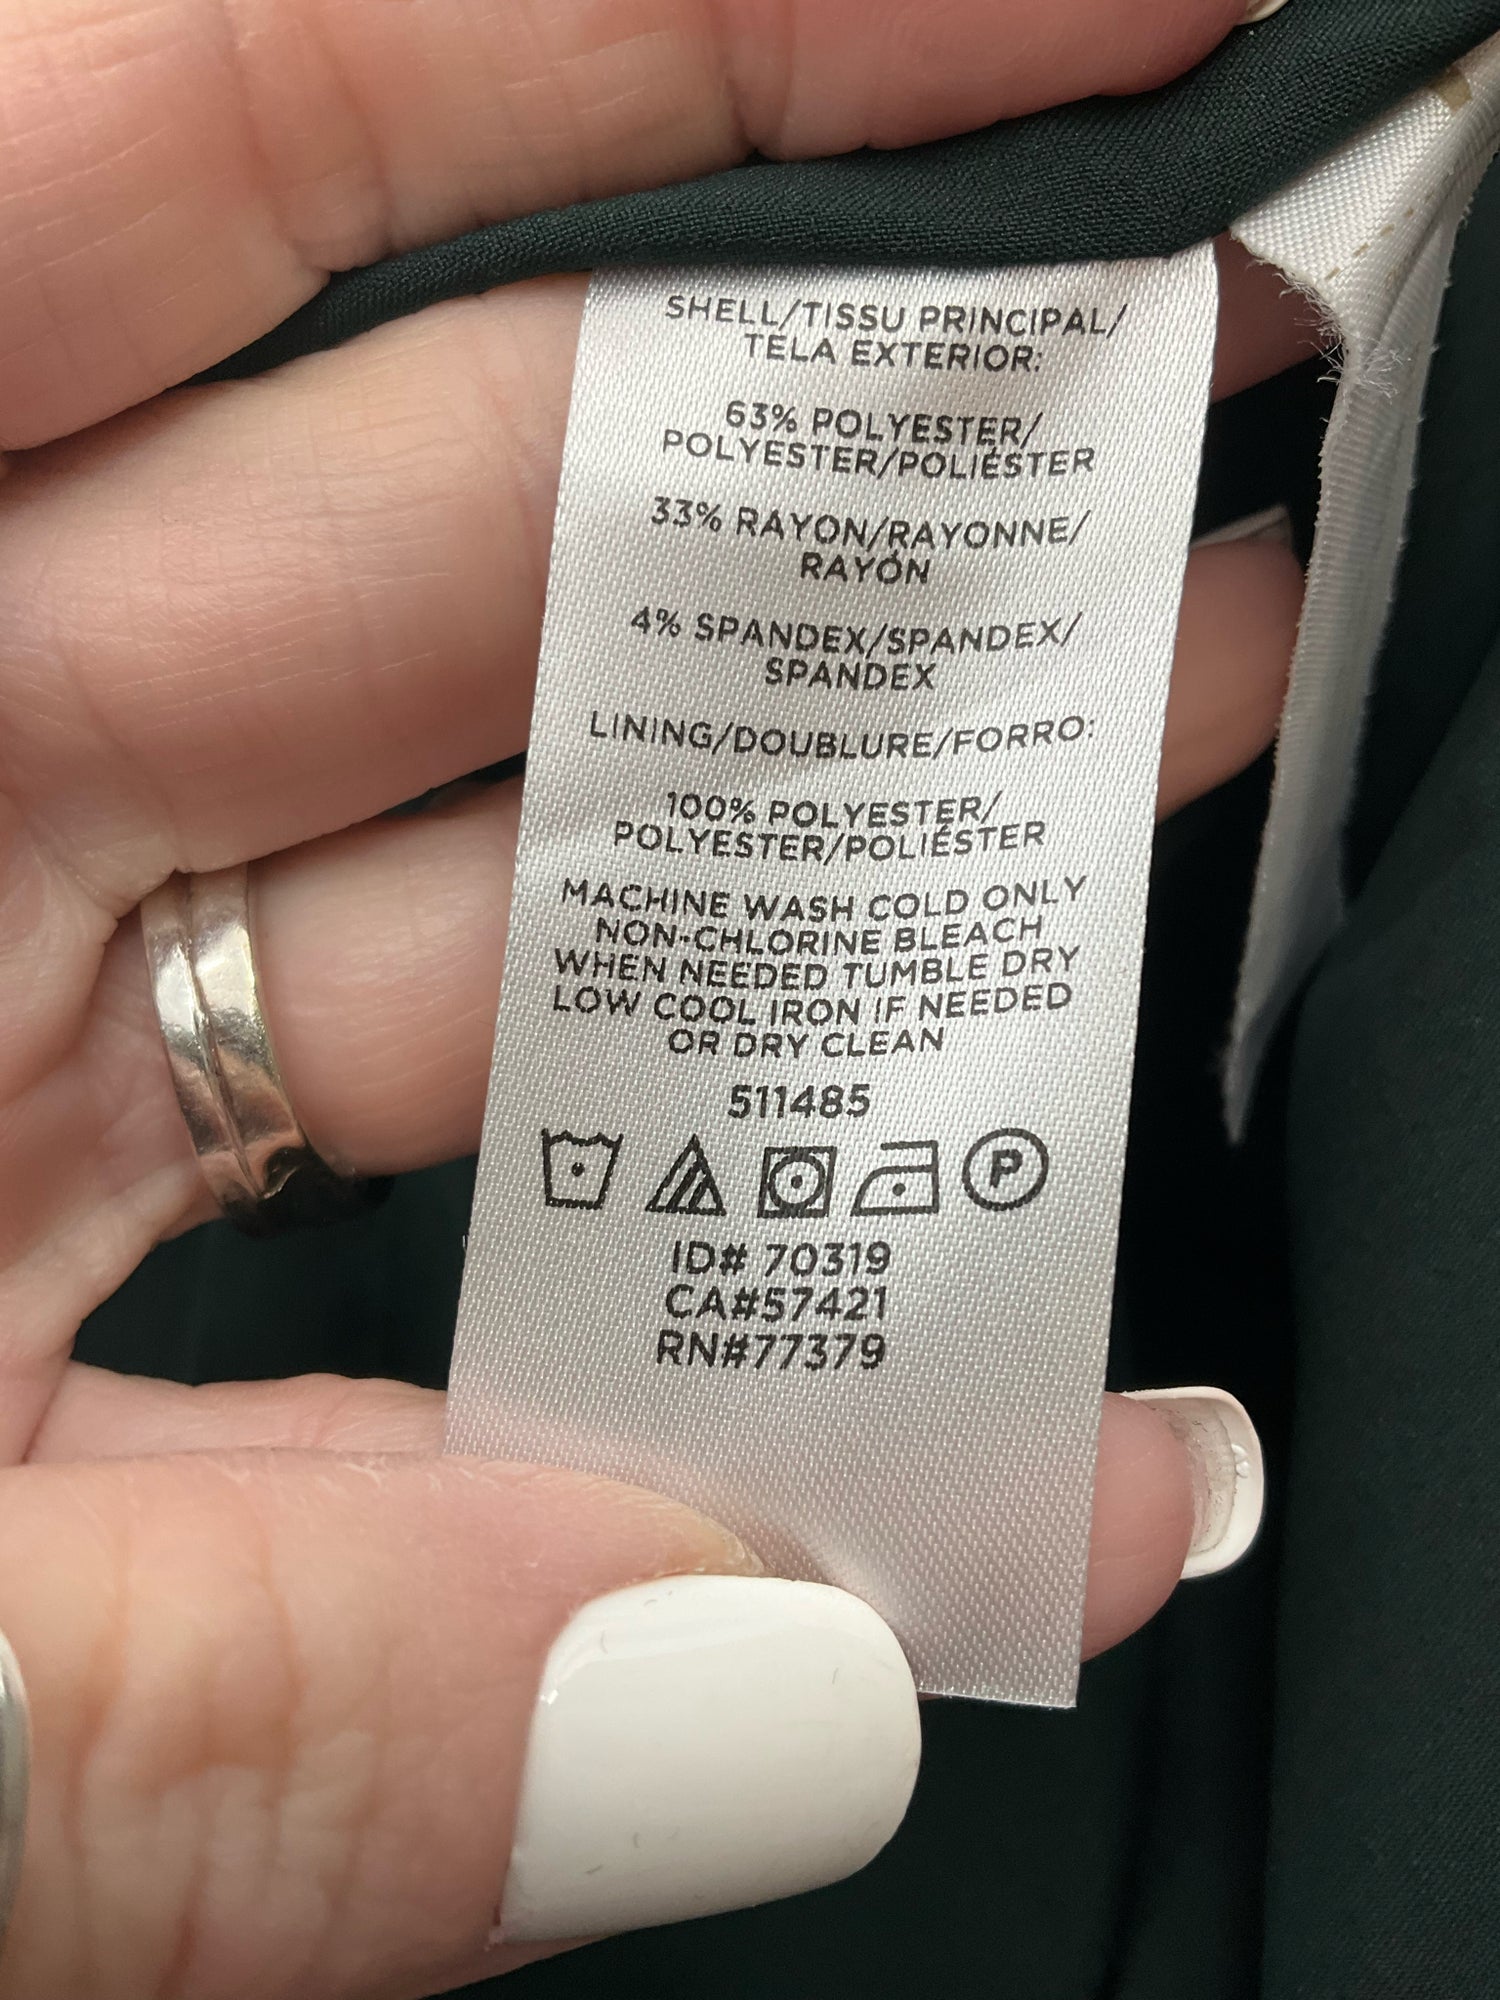 SHELL/TISSU PRINCIPAL/
TELA EXTERIOR:
63% POLYESTER/
POLYESTER/POLIÉSTER
33% RAYON/RAYONNE/
RAYÓN
4% SPANDEX/SPANDEX/
SPANDEX
LINING/DOUBLURE/FORRO:
100% POLYESTER/
POLYESTER/POLIÉSTER
MACHINE WASH COLD ONLY
NON-CHLORINE BLEACH
WHEN NEEDED TUMBLE DRY
LOW COOL IRON IF NEEDED
OR DRY CLEAN
511485
P
ID# 70319
CA#57421
RN#77379